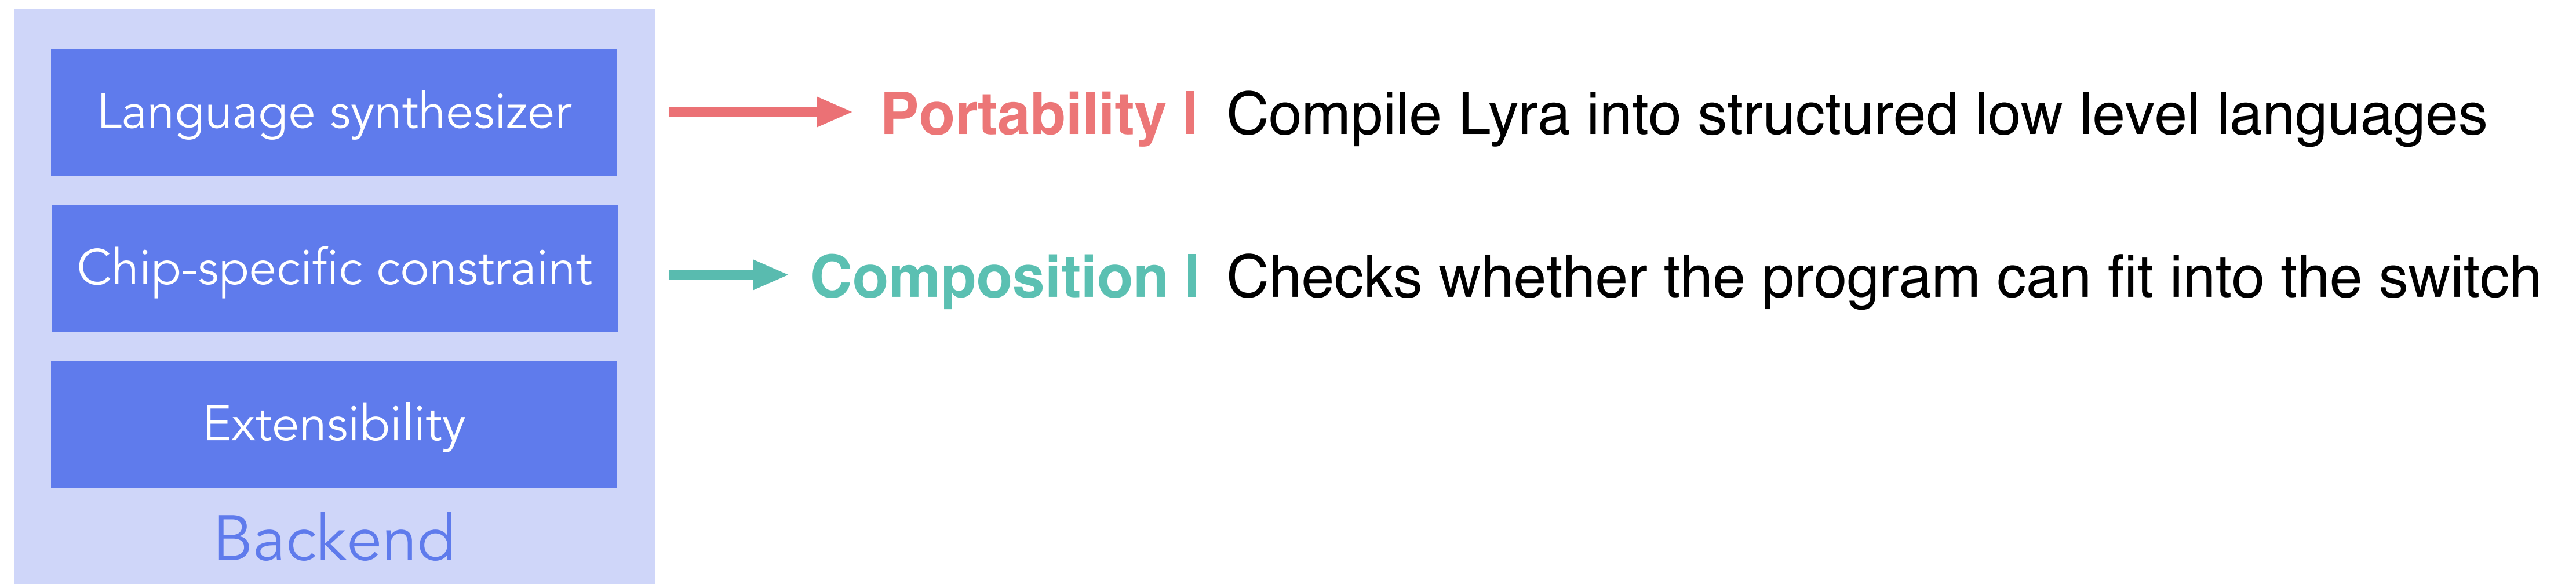 Language synthesizer
Portability | Compile Lyra into structured low level languages
Chip-specific constraint
Composition | Checks whether the program can fit into the switch
Extensibility
Backend